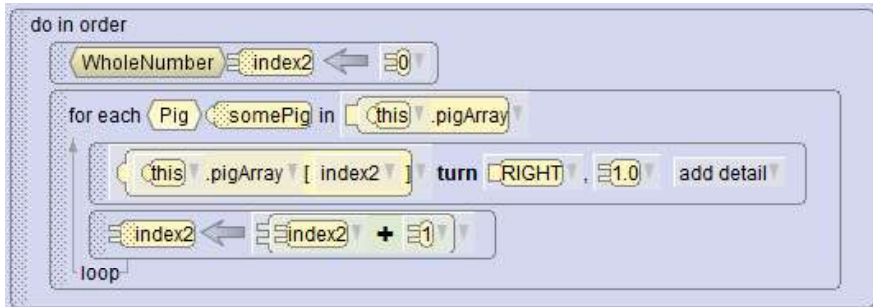 do in order
WholeNumber index2 0
for each Pig somePig in this .pigArray
this .pigArray [ index2 ] turn RIGHT , 1.0 add detail
index2 index2 + 1
loop